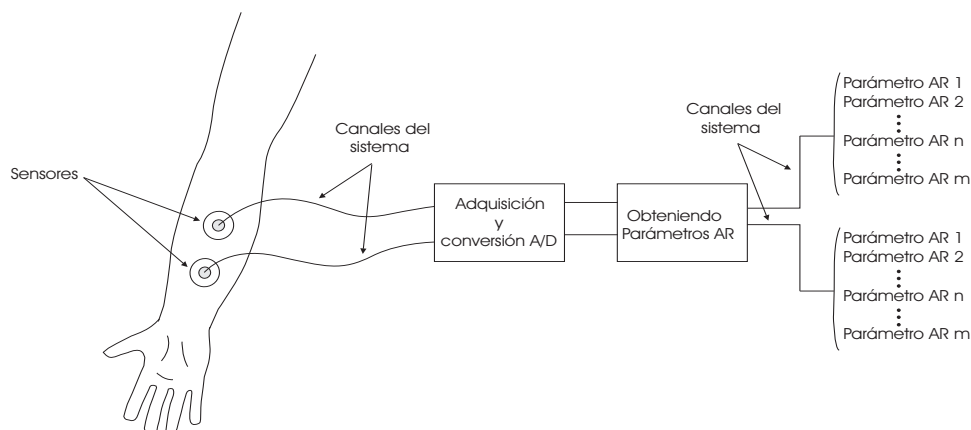 Sensores
Canales del
sistema
Adquisición
y
conversión A/D
Obteniendo
Parámetros AR
Canales del
sistema
Parámetro AR 1
Parámetro AR 2
Parámetro AR n
Parámetro AR m
Parámetro AR 1
Parámetro AR 2
Parámetro AR n
Parámetro AR m